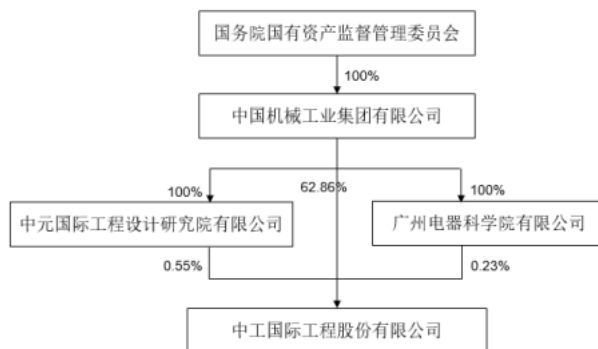 国务院国有资产监督管理委员会
100%
中国机械工业集团有限公司
62.86%
100%
100%
中元国际工程设计研究院有限公司
广州电器科学院有限公司
0.55%
0.23%
中工国际工程股份有限公司